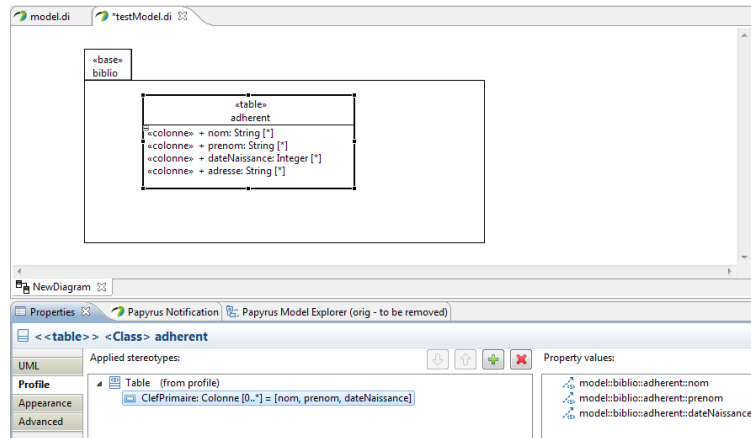 model.di
*testModel.di
«base»
biblio
«table»
adherent
«colonne» + nom: String [*]
«colonne» + prenom: String [*]
«colonne» + dateNaissance: Integer [*]
«colonne» + adresse: String [*]
NewDiagram
Properties Papyrus Notification Papyrus Model Explorer (orig - to be removed)
<<table>> <Class> adherent
UML
Profile
Appearance
Advanced
Applied stereotypes:
Table (from profile)
ClefPrimaire: Colonne [0..*] = [nom, prenom, dateNaissance]
Property values:
model::biblio::adherent::nom
model::biblio::adherent::prenom
model::biblio::adherent::dateNaissance